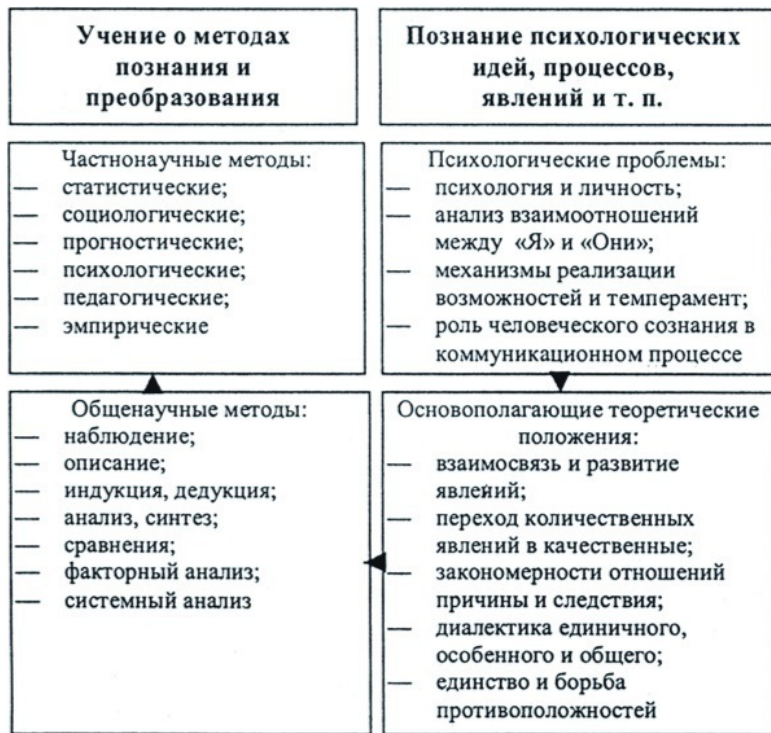 Учение о методах
познания и
преобразования
Познание психологических
идей, процессов,
явлений и т. п.
Частнонаучные методы:
— статистические;
— социологические;
— прогностические;
— психологические;
— педагогические;
— эмпирические
Психологические проблемы:
— психология и личность;
— анализ взаимоотношений
между «Я» и «Они»;
— механизмы реализации
возможностей и темперамент;
— роль человеческого сознания в
коммуникационном процессе
Общенаучные методы:
— наблюдение;
— описание;
— индукция, дедукция;
— анализ, синтез;
— сравнения;
— факторный анализ;
— системный анализ
Основополагающие теоретические
положения:
— взаимосвязь и развитие
явлений;
— переход количественных
явлений в качественные;
— закономерности отношений
причины и следствия;
— диалектика единичного,
особенного и общего;
— единство и борьба
противоположностей